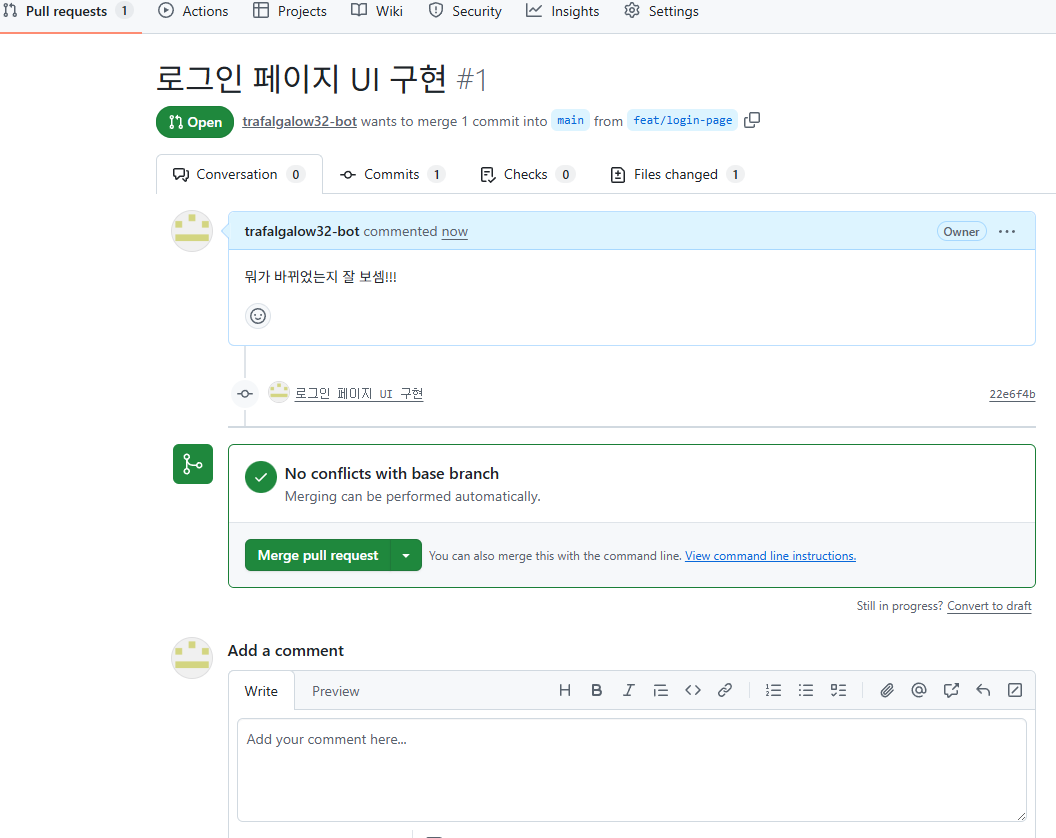 Pull requests 1 Actions Projects Wiki Security Insights Settings
로그인 페이지 UI 구현 #1
Open trafalgalow32-bot wants to merge 1 commit into main from feat/login-page
Conversation 0 Commits 1 Checks 0 Files changed 1
trafalgalow32-bot commented now Owner
뭐가 바뀌었는지 잘 보셈!!!
로그인 페이지 UI 구현 22e6f4b
No conflicts with base branch
Merging can be performed automatically.
Merge pull request You can also merge this with the command line. View command line instructions.
Still in progress? Convert to draft
Add a comment
Write Preview
Add your comment here...